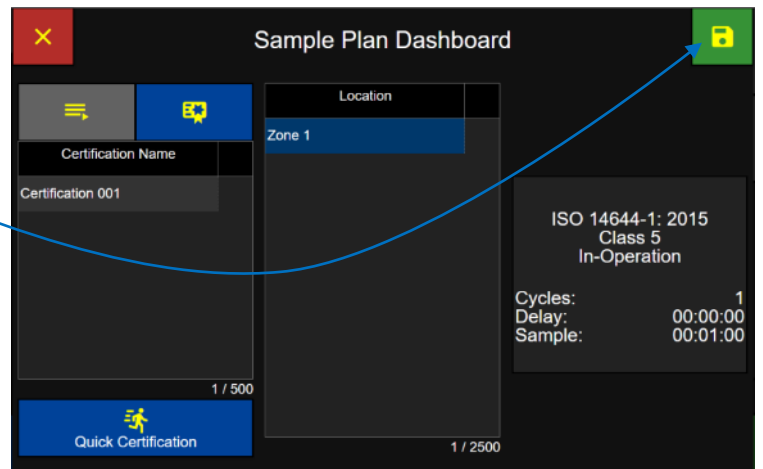 Sample Plan Dashboard
Certification Name
Certification 001
1 / 500
Quick Certification
Location
Zone 1
1 / 2500
ISO 14644-1: 2015
Class 5
In-Operation
Cycles: 1
Delay: 00:00:00
Sample: 00:01:00